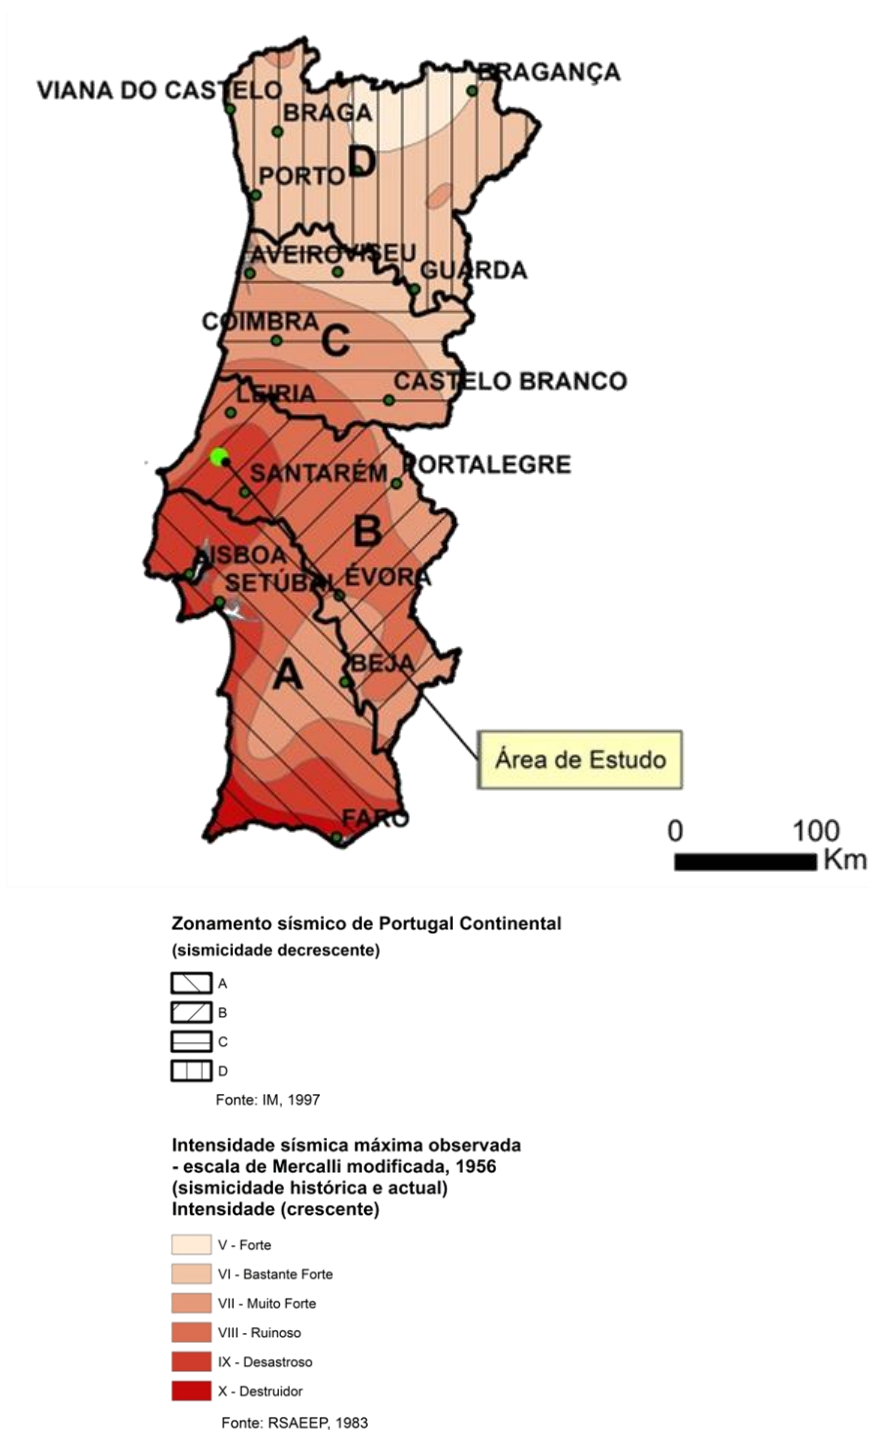 BRAGANÇA
VIANA DO CASTELO
BRAGA
D
PORTO
AVEIRO
VISEU
GUARDA
COIMBRA
C
CASTELO BRANCO
LEIRIA
SANTARÉM
PORTALEGRE
B
LISBOA
SETÚBAL
ÉVORA
A
BEJA
Área de Estudo
FARO
0 100
Km
Zonamento sísmico de Portugal Continental
(sismicidade decrescente)
A
B
C
D
Fonte: IM, 1997
Intensidade sísmica máxima observada
- escala de Mercalli modificada, 1956
(sismicidade histórica e actual)
Intensidade (crescente)
V - Forte
VI - Bastante Forte
VII - Muito Forte
VIII - Ruinoso
IX - Desastroso
X - Destruidor
Fonte: RSAEEP, 1983